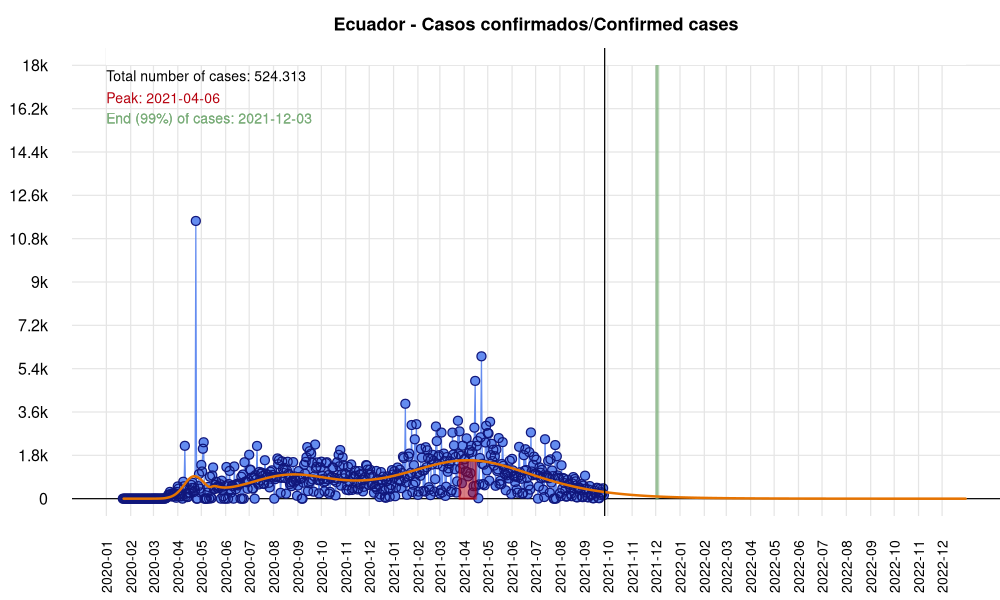 Ecuador - Casos confirmados/Confirmed cases
18k
16.2k
14.4k
12.6k
10.8k
9k
7.2k
5.4k
3.6k
1.8k
0
Total number of cases: 524.313
Peak: 2021-04-06
End (99%) of cases: 2021-12-03
2020-01
2020-02
2020-03
2020-04
2020-05
2020-06
2020-07
2020-08
2020-09
2020-10
2020-11
2020-12
2021-01
2021-02
2021-03
2021-04
2021-05
2021-06
2021-07
2021-08
2021-09
2021-10
2021-11
2021-12
2022-01
2022-02
2022-03
2022-04
2022-05
2022-06
2022-07
2022-08
2022-09
2022-10
2022-11
2022-12